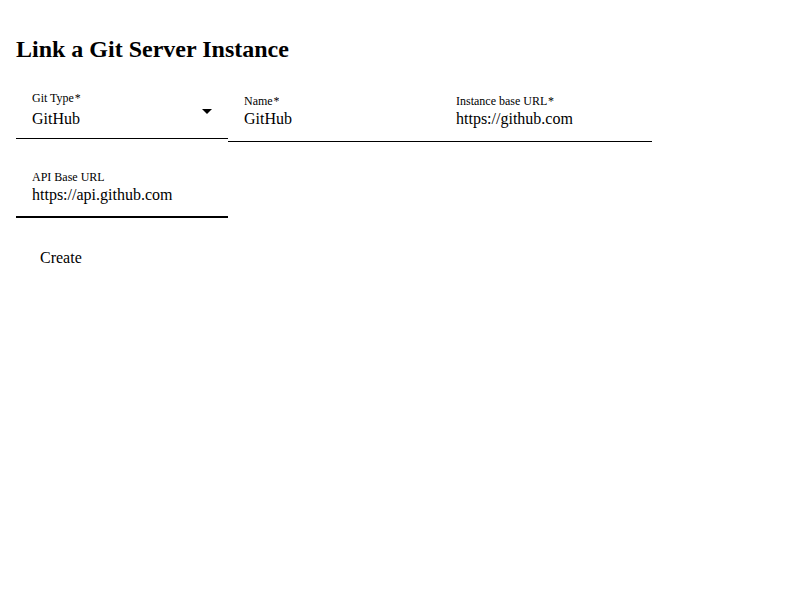 Link a Git Server Instance
Git Type*
GitHub
Name*
GitHub
Instance base URL*
https://github.com
API Base URL
https://api.github.com
Create